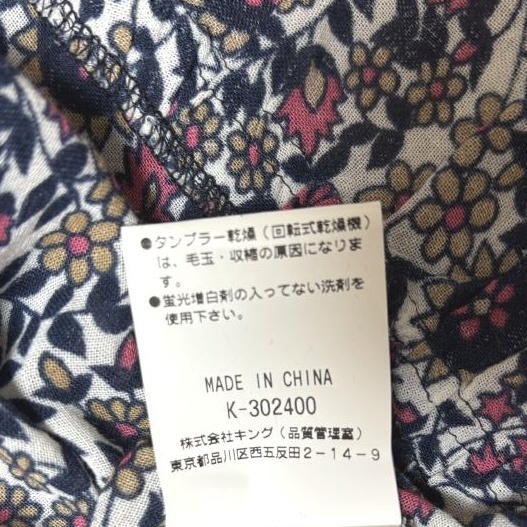 ●タンブラー乾燥（回転式乾燥機）
は、毛玉・収縮の原因になりま
す。
●蛍光増白剤の入ってない洗剤を
使用下さい。
MADE IN CHINA
K-302400
株式会社キング（品質管理室）
東京都品川区西五反田2-14-9